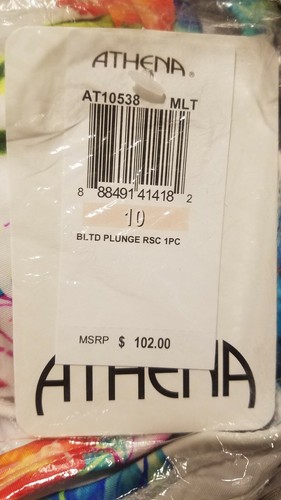 ATHENA®
AT10538 MLT
8 88491 41418 2
10
BLTD PLUNGE RSC 1PC
MSRP $ 102.00
ATHENA